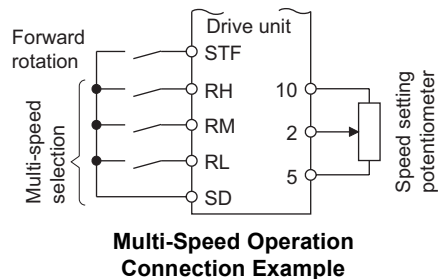 Drive unit
Forward
rotation
STF
RH
RM
RL
SD
Multi-speed
selection
10
2
5
Speed setting
potentiometer
Multi-Speed Operation
Connection Example